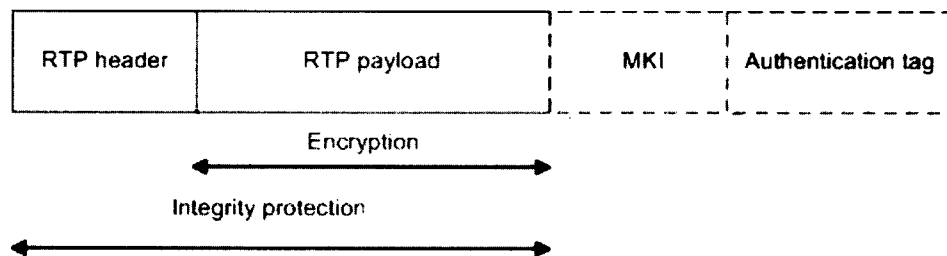 RTP header RTP payload MKI Authentication tag
Encryption
Integrity protection